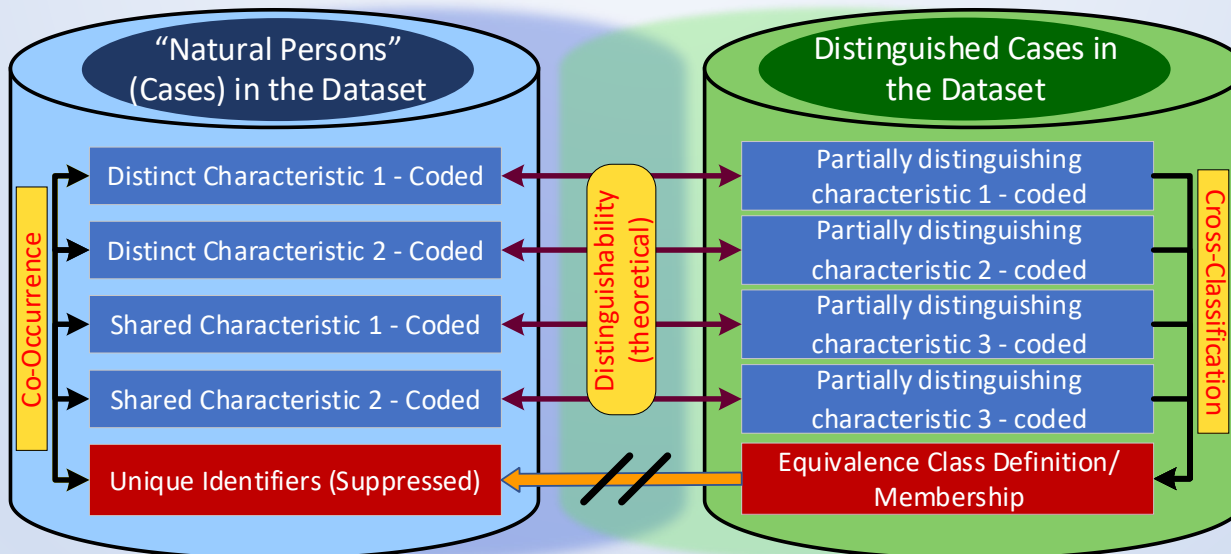 “Natural Persons”
(Cases) in the Dataset
Distinct Characteristic 1 - Coded
Distinct Characteristic 2 - Coded
Shared Characteristic 1 - Coded
Shared Characteristic 2 - Coded
Unique Identifiers (Suppressed)
Co-Occurrence
Distinguishability
(theoretical)
Distinguished Cases in
the Dataset
Partially distinguishing
characteristic 1 - coded
Partially distinguishing
characteristic 2 - coded
Partially distinguishing
characteristic 3 - coded
Partially distinguishing
characteristic 3 - coded
Equivalence Class Definition/
Membership
Cross-Classification